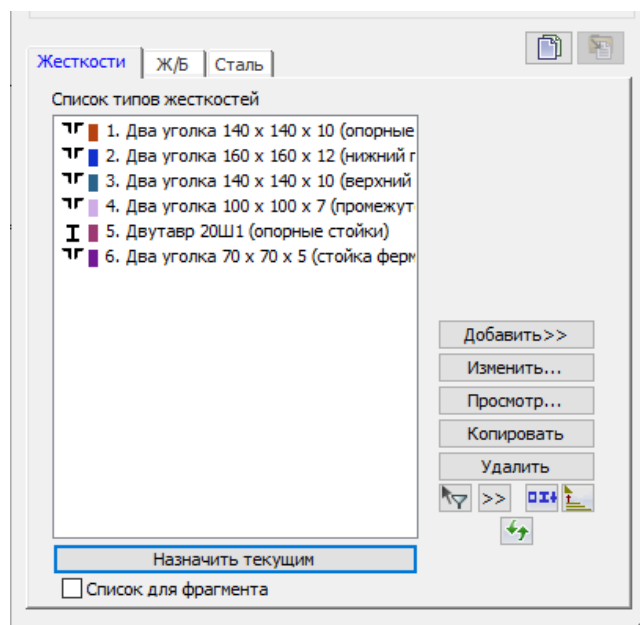 Жесткости Ж/Б Сталь
Список типов жесткостей
1. Два уголка 140 x 140 x 10 (опорные
2. Два уголка 160 x 160 x 12 (нижний г
3. Два уголка 140 x 140 x 10 (верхний
4. Два уголка 100 x 100 x 7 (промежут
5. Двутавр 20Ш1 (опорные стойки)
6. Два уголка 70 x 70 x 5 (стойка ферм
Добавить>>
Изменить...
Просмотр...
Копировать
Удалить
>>
Назначить текущим
Список для фрагмента